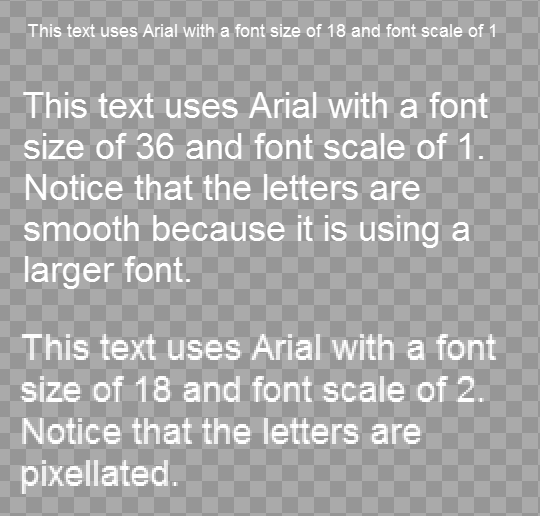 This text uses Arial with a font size of 18 and font scale of 1
This text uses Arial with a font
size of 36 and font scale of 1.
Notice that the letters are
smooth because it is using a
larger font.
This text uses Arial with a font
size of 18 and font scale of 2.
Notice that the letters are
pixellated.